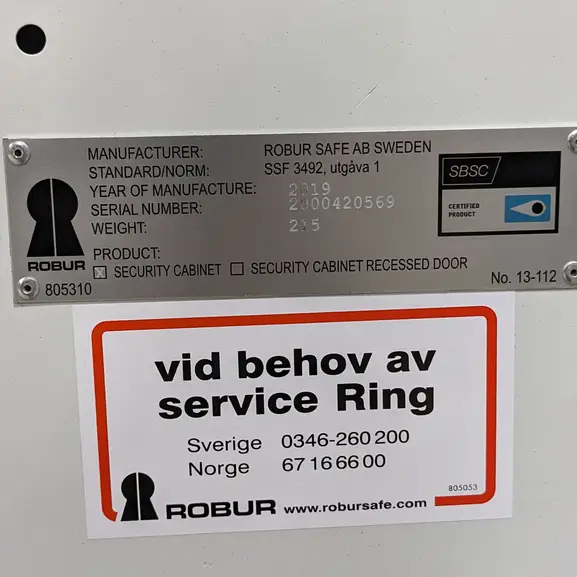 MANUFACTURER: ROBUR SAFE AB SWEDEN
STANDARD/NORM: SSF 3492, utgåva 1
YEAR OF MANUFACTURE: 2019
SERIAL NUMBER: 2000420569
WEIGHT: 215
PRODUCT:
☒ SECURITY CABINET ☐ SECURITY CABINET RECESSED DOOR
ROBUR
805310
No. 13-112
SBSC
CERTIFIED
PRODUCT
vid behov av
service Ring
Sverige 0346-260 200
Norge 67 16 66 00
805053
ROBUR www.robursafe.com